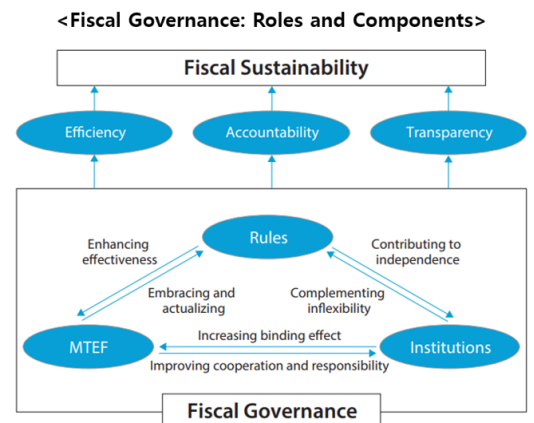 <Fiscal Governance: Roles and Components>
Fiscal Sustainability
Efficiency
Accountability
Transparency
Rules
Enhancing
effectiveness
Contributing to
independence
Embracing and
actualizing
Complementing
inflexibility
MTEF
Increasing binding effect
Improving cooperation and responsibility
Institutions
Fiscal Governance